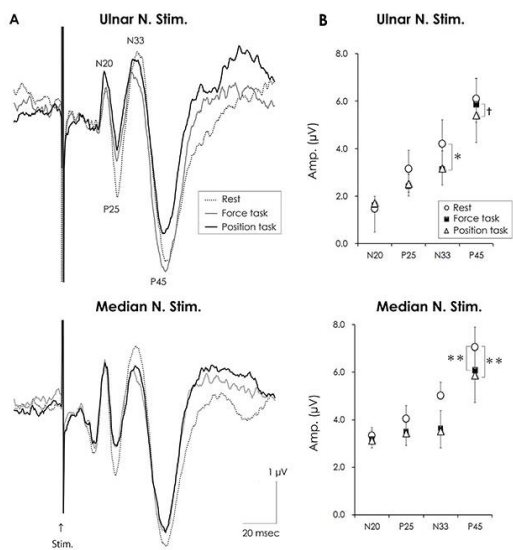 A
Ulnar N. Stim.
N20
N33
P25
P45
Rest
Force task
Position task
B
Ulnar N. Stim.
Amp. (μV)
8.0
6.0
4.0
2.0
0.0
*
†
Rest
Force task
Position task
N20 P25 N33 P45
Median N. Stim.
↑
Stim.
1 μV
20 msec
Median N. Stim.
Amp. (μV)
8.0
6.0
4.0
2.0
0.0
** **
N20 P25 N33 P45